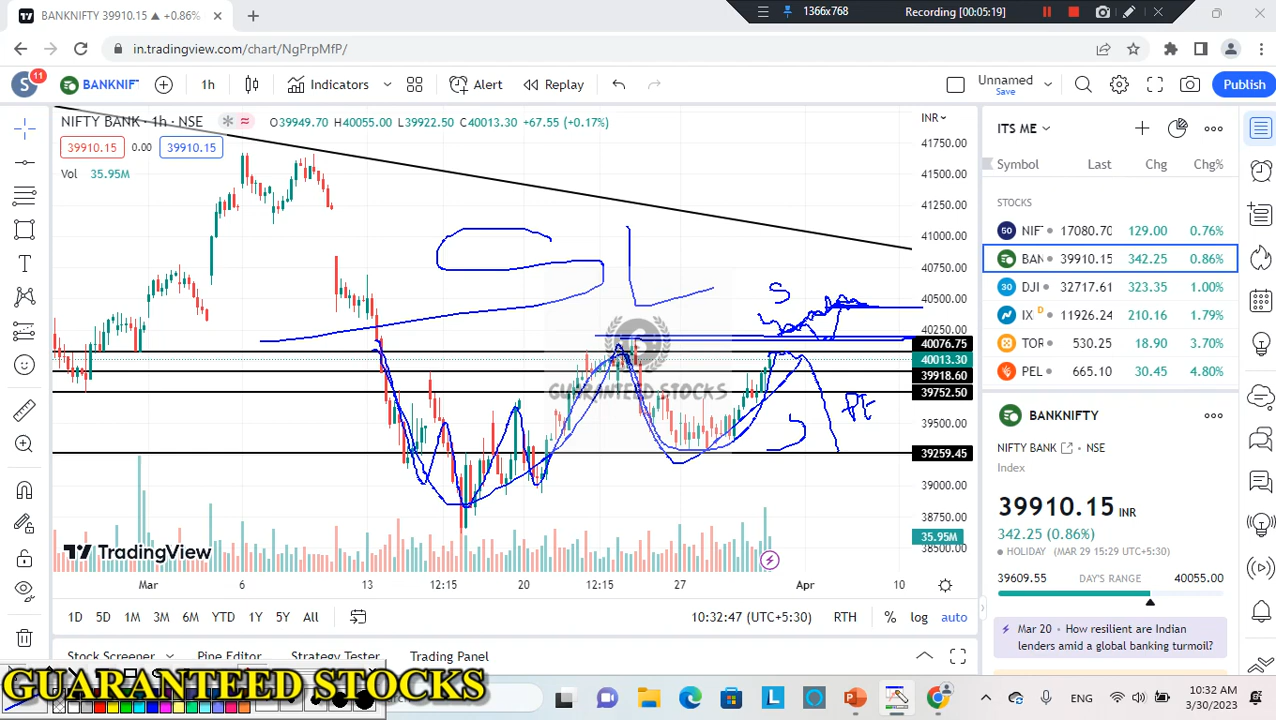 BANKNIFTY 39910.15 ▲ +0.86%
1366x768
Recording [00:05:19]
in.tradingview.com/chart/NgPrpMfP/
S
11
BANKNIF
1h
Indicators
Alert
Replay
Unnamed
Save
Publish
NIFTY BANK · 1h · NSE
O39949.70 H40055.00 L39922.50 C40013.30 +67.55 (+0.17%)
39910.15
0.00
39910.15
Vol 35.95M
INR
41750.00
41500.00
41250.00
41000.00
40750.00
40500.00
40250.00
40076.75
40013.30
39918.60
39752.50
39500.00
39259.45
39000.00
38750.00
35.95M
38500.00
GUARANTEED STOCKS
S
TradingView
Mar
6
13
12:15
20
12:15
27
Apr
10
1D
5D
1M
3M
6M
YTD
1Y
5Y
All
10:32:47 (UTC+5:30)
RTH
%
log
auto
Stock Screener
Pine Editor
Strategy Tester
Trading Panel
ITS ME
Symbol
Last
Chg
Chg%
STOCKS
50 NIF 17080.70 129.00 0.76%
BAN 39910.15 342.25 0.86%
30 DJI 32717.61 323.35 1.00%
IX D 11926.24 210.16 1.79%
TOR 530.25 18.90 3.70%
PEL 665.10 30.45 4.80%
BANKNIFTY
NIFTY BANK · NSE
Index
39910.15 INR
342.25 (0.86%)
HOLIDAY (MAR 29 15:29 UTC+5:30)
39609.55
DAY'S RANGE
40055.00
Mar 20 • How resilient are Indian
lenders amid a global banking
turmoil?
GUARANTEED STOCKS
ENG
10:32 AM
3/30/2023